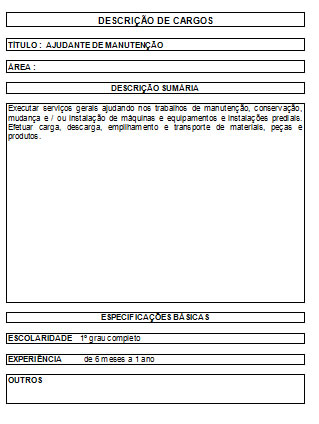 DESCRIÇÃO DE CARGOS
TÍTULO : AJUDANTE DE MANUTENÇÃO
ÁREA :
DESCRIÇÃO SUMÁRIA
Executar serviços gerais ajudando nos trabalhos de manutenção, conservação,
mudança e / ou instalação de máquinas e equipamentos e instalações prediais.
Efetuar carga, descarga, empilhamento e transporte de materiais, peças e
produtos.
ESPECIFICAÇÕES BÁSICAS
ESCOLARIDADE 1º grau completo
EXPERIÊNCIA de 6 meses a 1 ano
OUTROS